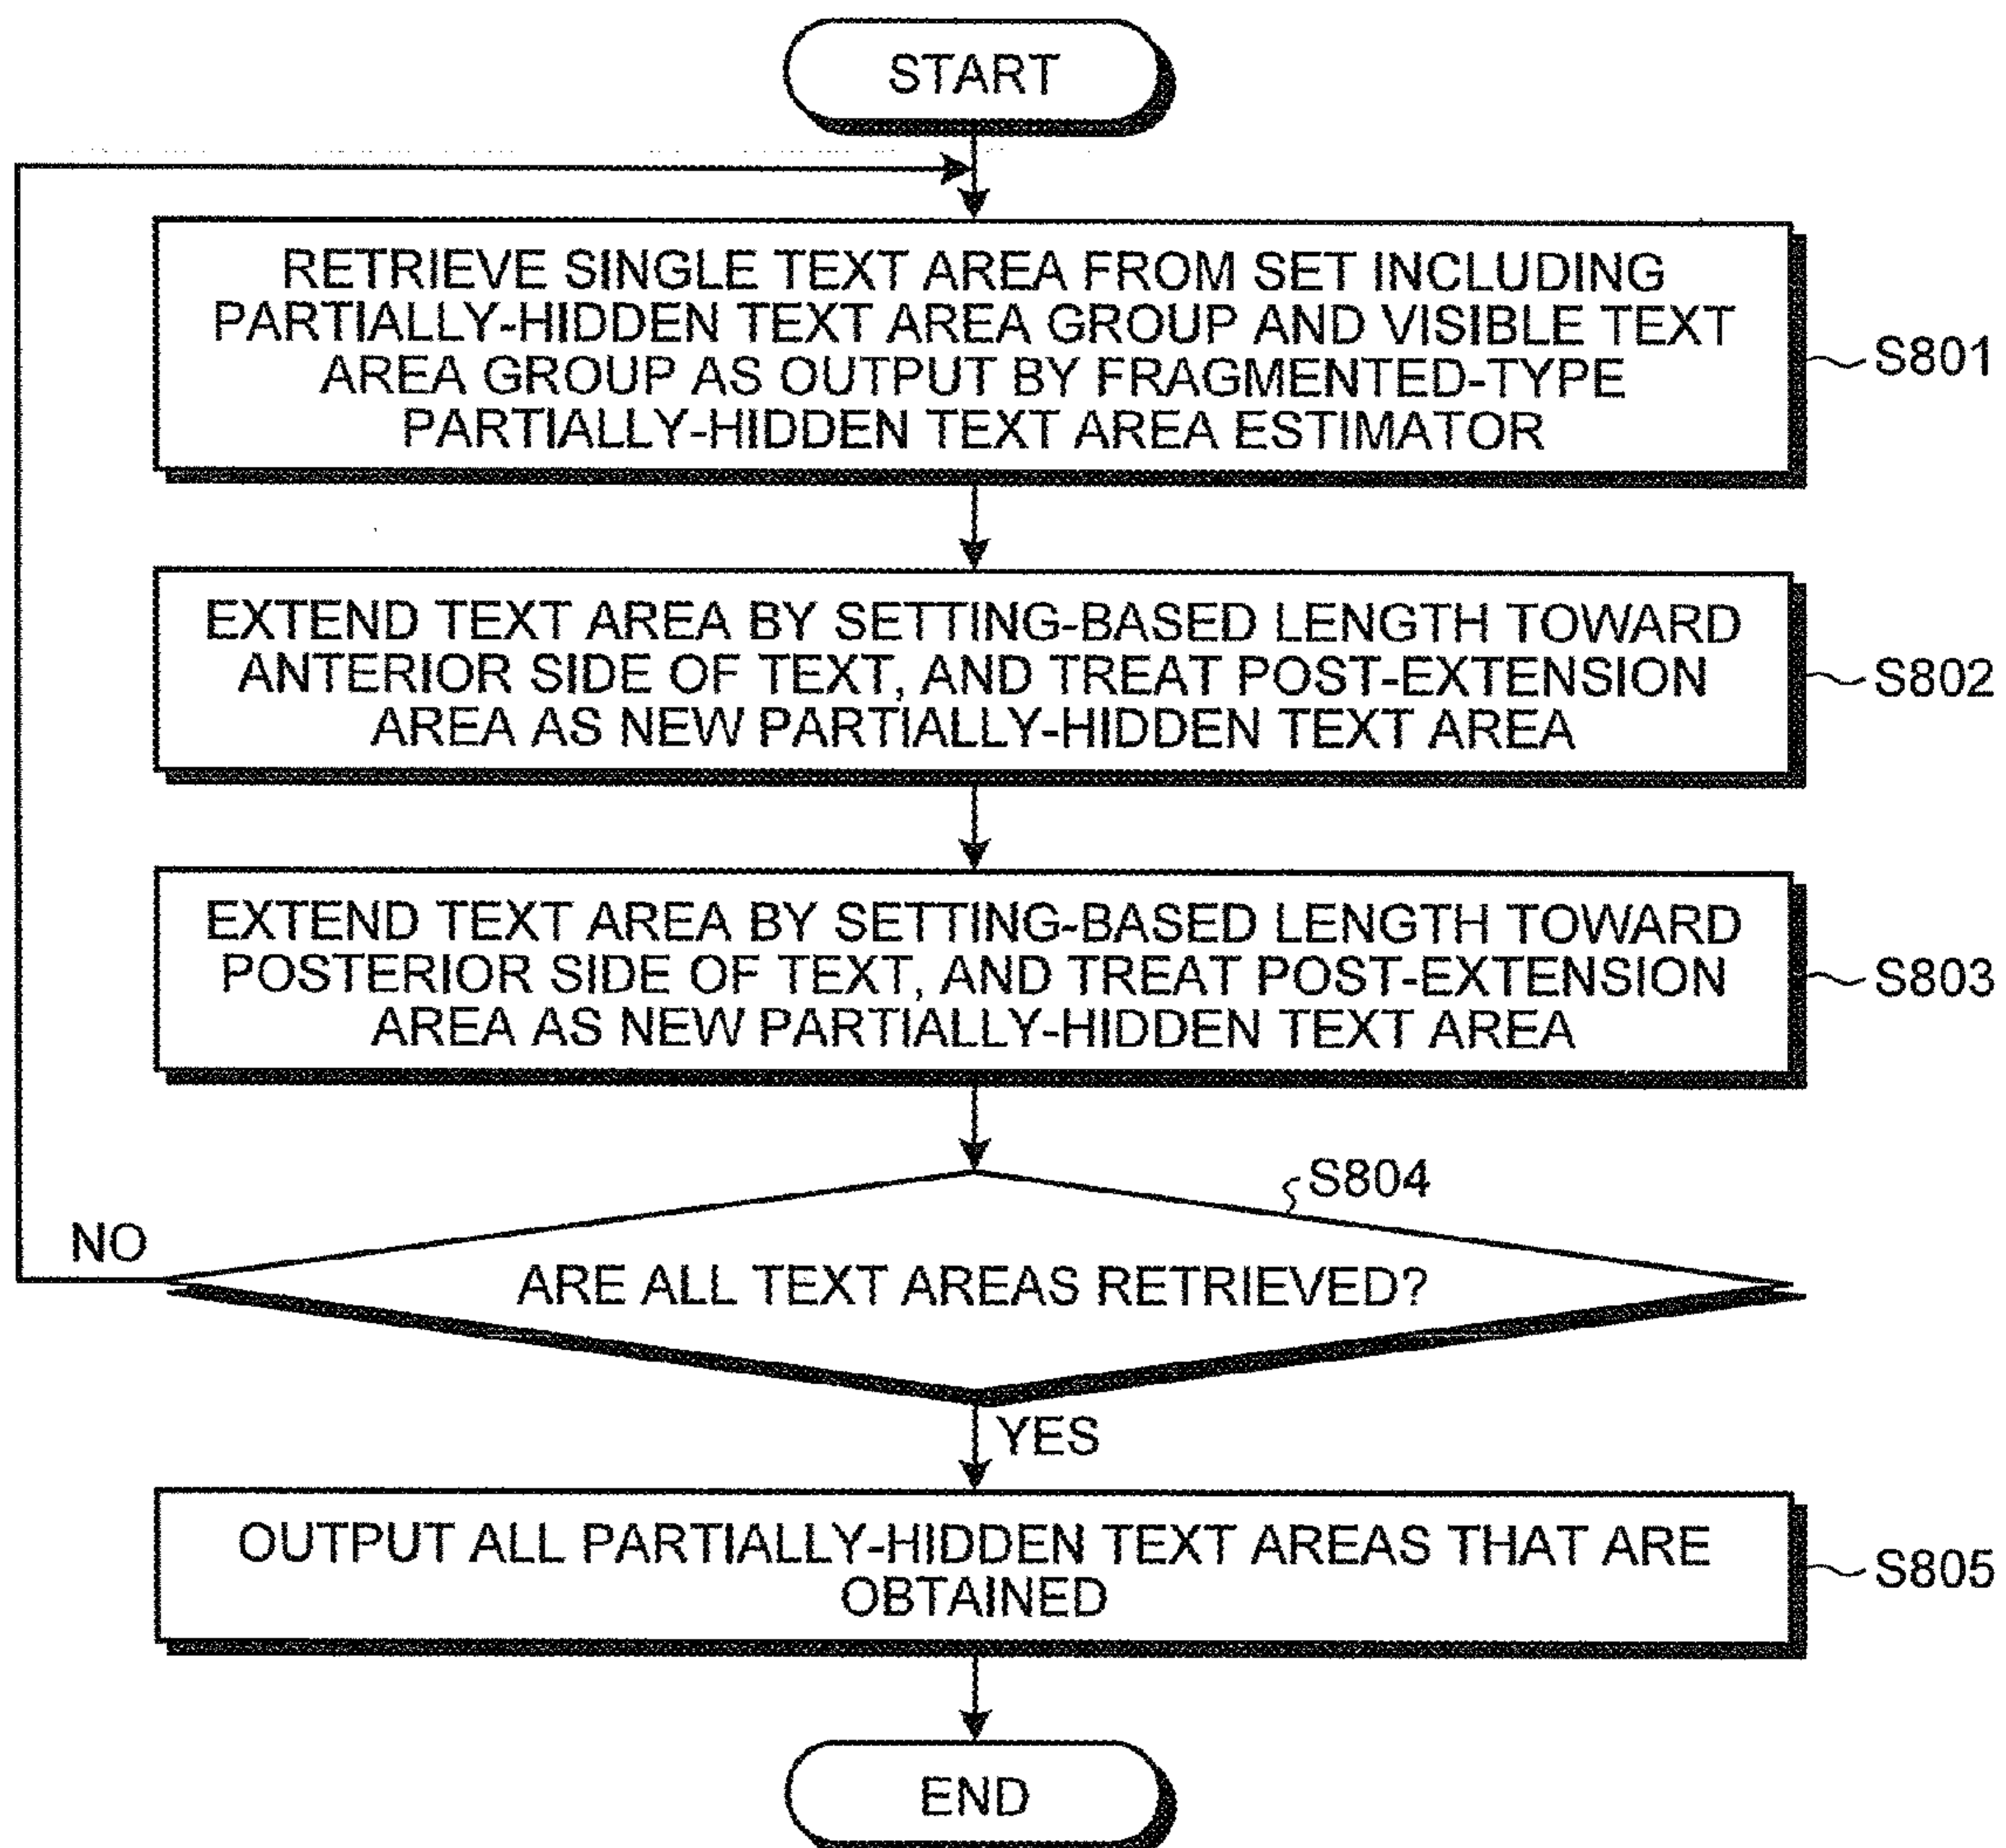 START
RETRIEVE SINGLE TEXT AREA FROM SET INCLUDING
PARTIALLY-HIDDEN TEXT AREA GROUP AND VISIBLE TEXT
AREA GROUP AS OUTPUT BY FRAGMENTED-TYPE
PARTIALLY-HIDDEN TEXT AREA ESTIMATOR
S801
EXTEND TEXT AREA BY SETTING-BASED LENGTH TOWARD
ANTERIOR SIDE OF TEXT, AND TREAT POST-EXTENSION
AREA AS NEW PARTIALLY-HIDDEN TEXT AREA
S802
EXTEND TEXT AREA BY SETTING-BASED LENGTH TOWARD
POSTERIOR SIDE OF TEXT, AND TREAT POST-EXTENSION
AREA AS NEW PARTIALLY-HIDDEN TEXT AREA
S803
S804
NO
ARE ALL TEXT AREAS RETRIEVED?
YES
OUTPUT ALL PARTIALLY-HIDDEN TEXT AREAS THAT ARE
OBTAINED
S805
END